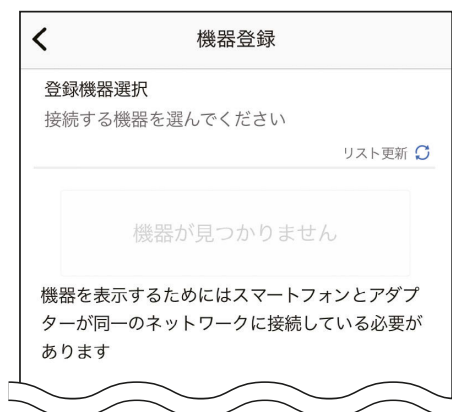 機器登録
登録機器選択
接続する機器を選んでください
リスト更新
機器が見つかりません
機器を表示するためにはスマートフォンとアダプ
ターが同一のネットワークに接続している必要が
あります